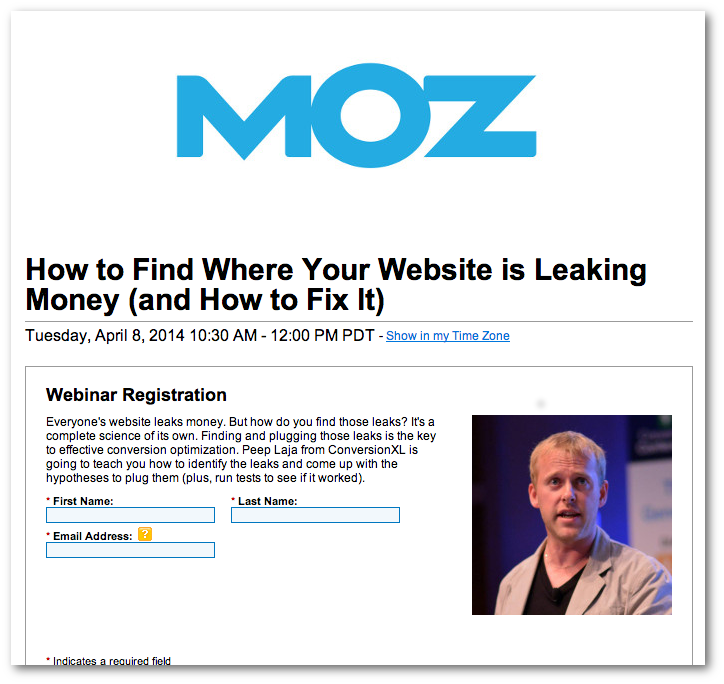 MOZ
How to Find Where Your Website is Leaking
Money (and How to Fix It)
Tuesday, April 8, 2014 10:30 AM - 12:00 PM PDT - Show in my Time Zone
Webinar Registration
Everyone's website leaks money. But how do you find those leaks? It's a
complete science of its own. Finding and plugging those leaks is the key
to effective conversion optimization. Peep Laja from ConversionXL is
going to teach you how to identify the leaks and come up with the
hypotheses to plug them (plus, run tests to see if it worked).
* First Name: * Last Name:
* Email Address: ?
* Indicates a required field